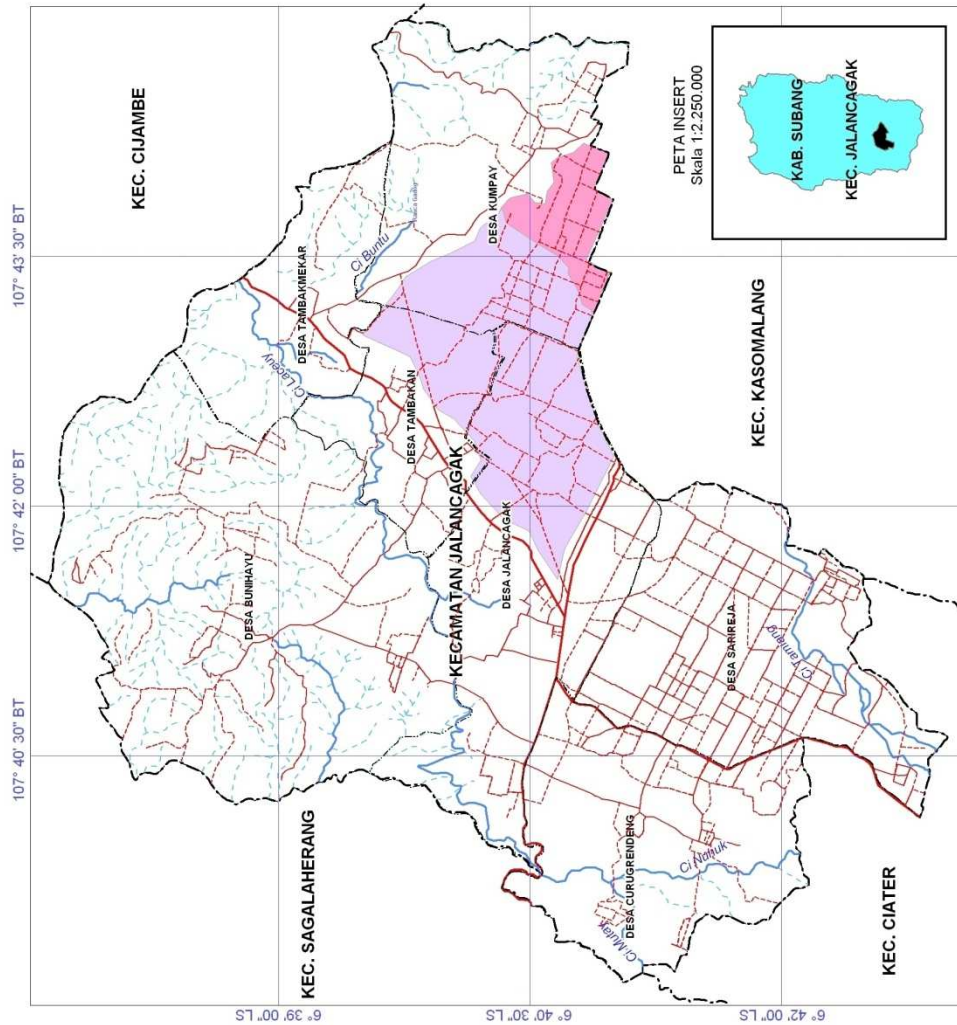 107° 40' 30" BT
107° 42' 00" BT
107° 43' 30" BT
6° 39' 00" LS
6° 40' 30" LS
6° 42' 00" LS
KEC. CIJAMBE
KEC. SAGALAHERANG
DESA BUNIHAYU
DESA TAMBAKMEKAR
Ci Laceuy
Ci Buntu
DESA TAMBAKAN
KECAMATAN JALANCAGAK
DESA KUMPAY
DESA JALANCAGAK
DESA CURUGRENDENG
Ci Mutak
Ci Nahuk
DESA SARIREJA
Ci Tamiang
KEC. KASOMALANG
KEC. CIATER
PETA INSERT
Skala 1:2.250.000
KAB. SUBANG
KEC. JALANCAGAK